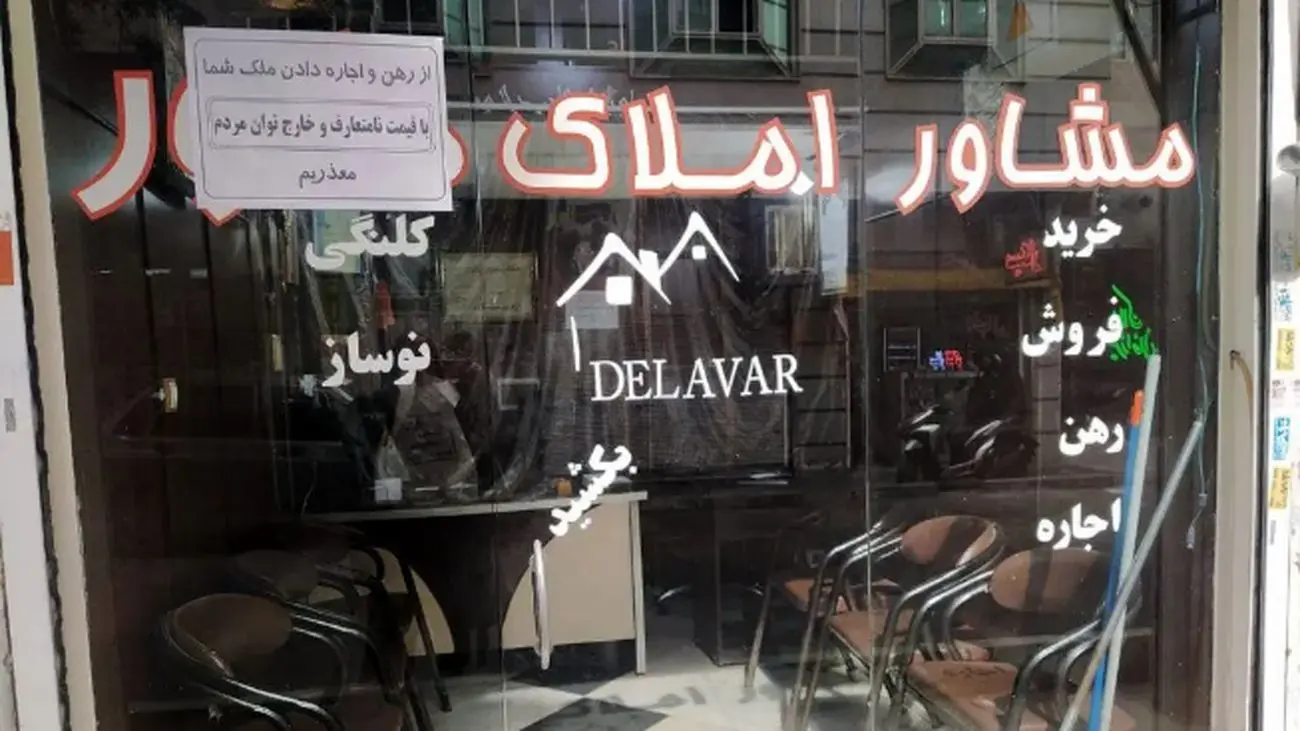 از رهن و اجاره دادن ملک شما
با قیمت نامتعارف و خارج توان مردم
معذریم
مشاور املاک
خرید
فروش
رهن
اجاره
کلنگی
نوساز
DELAVAR
بکشید